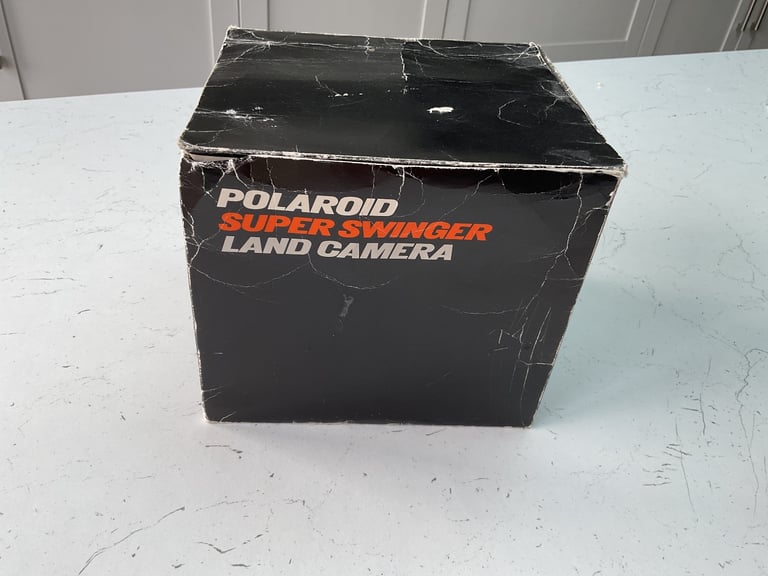 POLAROID
SUPER SWINGER
LAND CAMERA